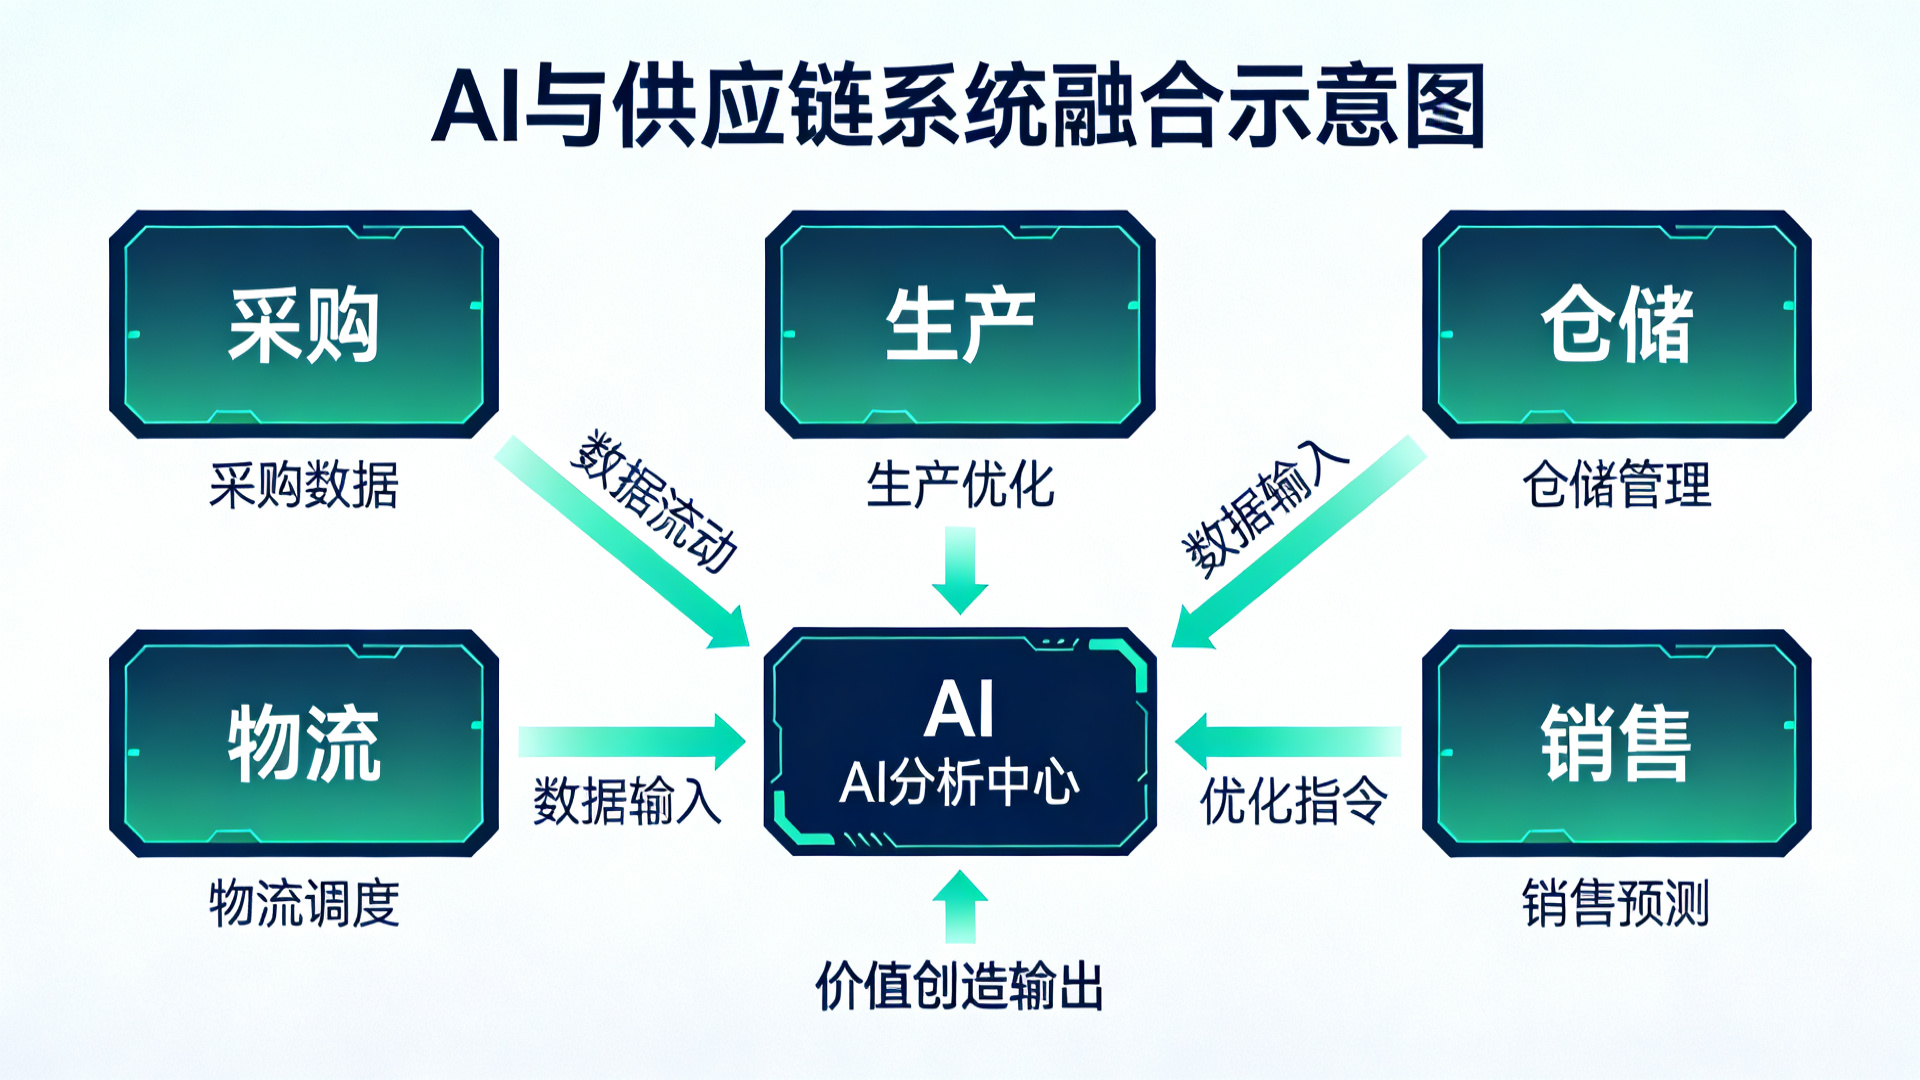 AI与供应链系统融合示意图
采购
生产
仓储
采购数据
生产优化
仓储管理
数据流动
数据输入
物流
AI
AI分析中心
销售
数据输入
优化指令
物流调度
销售预测
价值创造输出